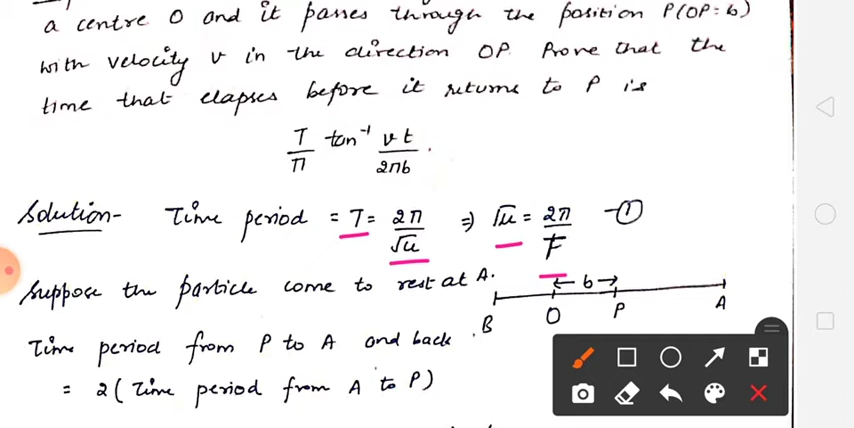 a centre O and it passes through the position P(OP=b)
with velocity v in the direction OP. Prove that the
time that elapses before it returns to P is
T/π tan⁻¹ vt/2πb.
Solution- Time period = T = 2π/√u ⇒ √u = 2π/T -①
Suppose the particle come to rest at A.
← b →
B O P A
Time period from P to A and back.
= 2(Time period from A to P)